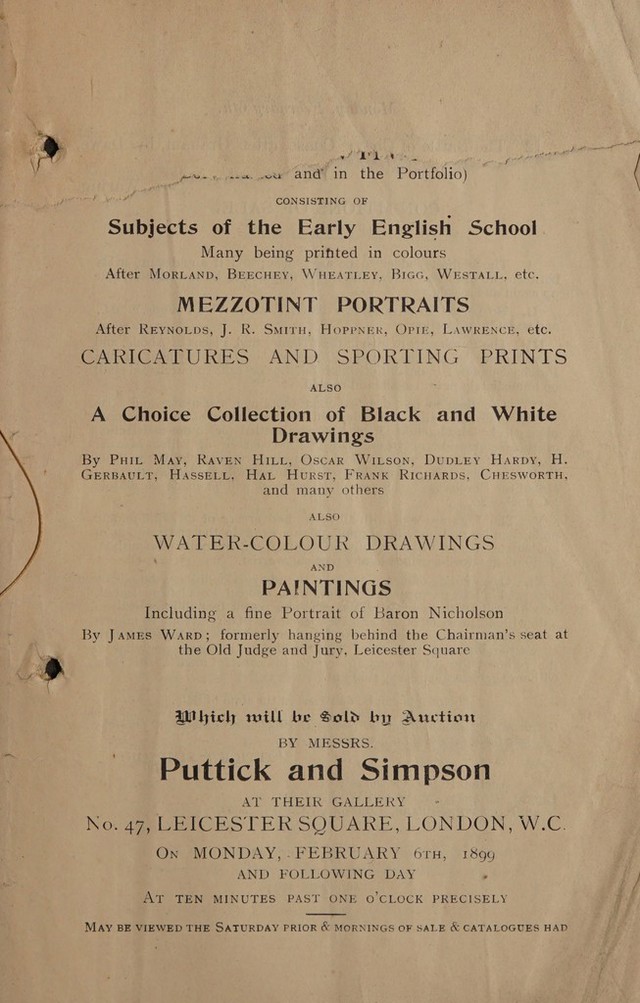 and in the Portfolio)
CONSISTING OF
Subjects of the Early English School
Many being printed in colours
After MORLAND, BEECHEY, WHEATLEY, BIGG, WESTALL, etc.
MEZZOTINT PORTRAITS
After REYNOLDS, J. R. SMITH, HOPPNER, OPIE, LAWRENCE, etc.
CARICATURES AND SPORTING PRINTS
ALSO
A Choice Collection of Black and White
Drawings
By PHIL MAY, RAVEN HILL, OSCAR WILSON, DUDLEY HARDY, H.
GERBAULT, HASSELL, HAL HURST, FRANK RICHARDS, CHESWORTH,
and many others
ALSO
WATER-COLOUR DRAWINGS
AND
PAINTINGS
Including a fine Portrait of Baron Nicholson
By JAMES WARD; formerly hanging behind the Chairman's seat at
the Old Judge and Jury, Leicester Square
Which will be Sold by Auction
BY MESSRS.
Puttick and Simpson
AT THEIR GALLERY
No. 47, LEICESTER SQUARE, LONDON, W.C.
ON MONDAY, FEBRUARY 6TH, 1899
AND FOLLOWING DAY
AT TEN MINUTES PAST ONE O'CLOCK PRECISELY
MAY BE VIEWED THE SATURDAY PRIOR & MORNINGS OF SALE & CATALOGUES HAD